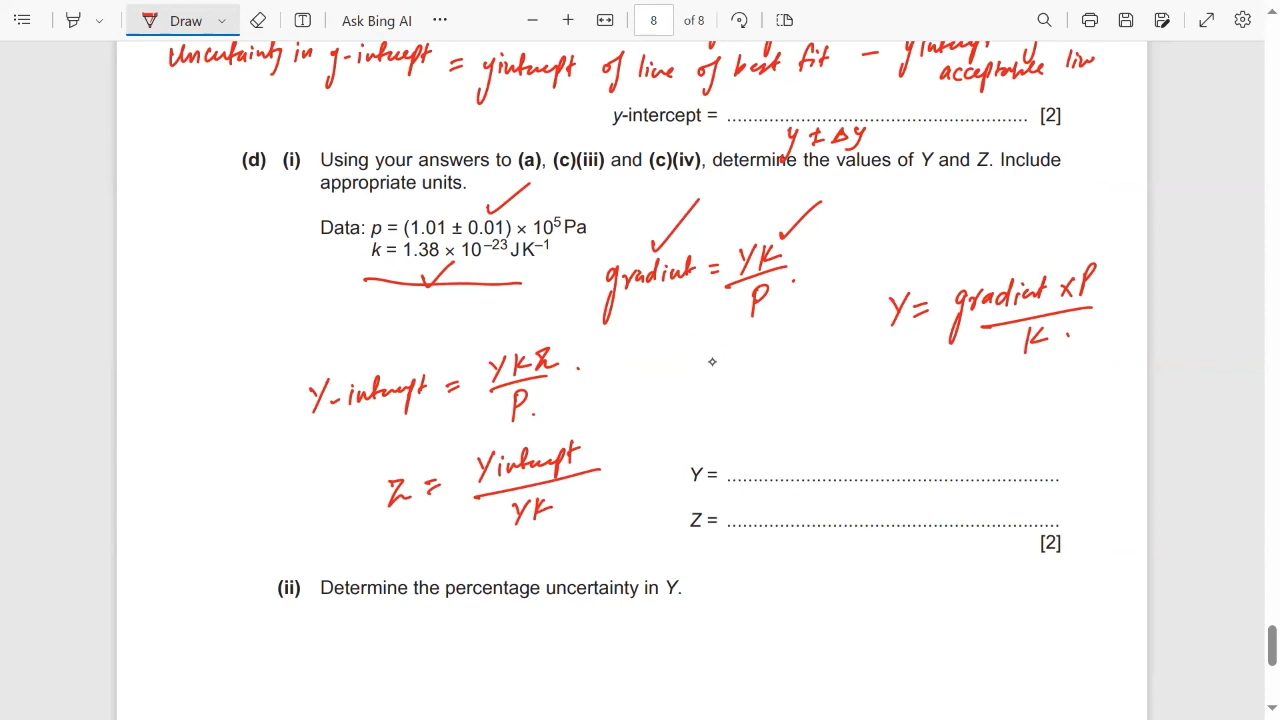 Draw
Ask Bing AI
8 of 8
Uncertainty in y-intercept = y intercept of line of best fit - y intercept
acceptable line
y-intercept = ........................................................ [2]
y ± Δy
(d) (i) Using your answers to (a), (c)(iii) and (c)(iv), determine the values of Y and Z. Include
appropriate units.
Data: p = (1.01 ± 0.01) × 10⁵ Pa
k = 1.38 × 10⁻²³ J K⁻¹
gradient = YK / P .
Y = gradient × P / K .
Y-intercept = YKZ / P. .
Z = Y intercept / YK
Y = ..............................................................
Z = ..............................................................
[2]
(ii) Determine the percentage uncertainty in Y.